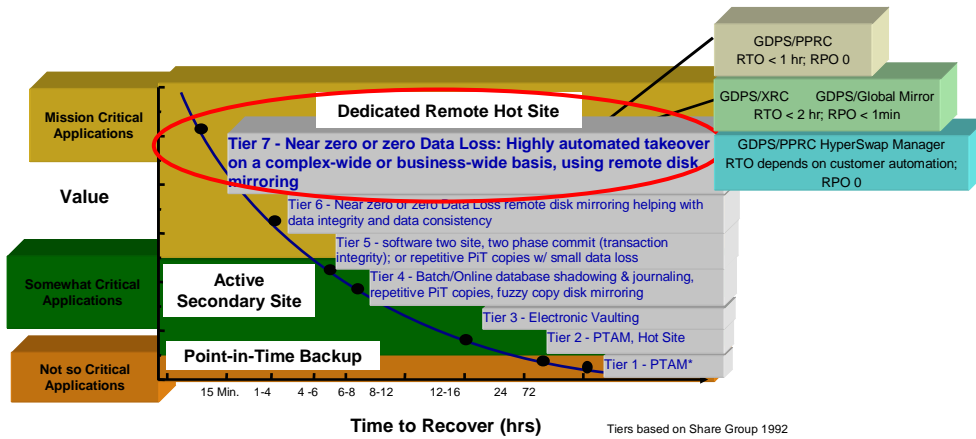 GDPS/PPRC
RTO < 1 hr; RPO 0
GDPS/XRC GDPS/Global Mirror
RTO < 2 hr; RPO < 1min
GDPS/PPRC HyperSwap Manager
RTO depends on customer automation;
RPO 0
Mission Critical
Applications
Dedicated Remote Hot Site
Tier 7 - Near zero or zero Data Loss: Highly automated takeover
on a complex-wide or business-wide basis, using remote disk
mirroring
Value
Tier 6 - Near zero or zero Data Loss remote disk mirroring helping with
data integrity and data consistency
Tier 5 - software two site, two phase commit (transaction
integrity); or repetitive PiT copies w/ small data loss
Somewhat Critical
Applications
Active
Secondary Site
Tier 4 - Batch/Online database shadowing & journaling,
repetitive PiT copies, fuzzy copy disk mirroring
Tier 3 - Electronic Vaulting
Tier 2 - PTAM, Hot Site
Point-in-Time Backup
Tier 1 - PTAM*
Not so Critical
Applications
15 Min. 1-4 4 -6 6-8 8-12 12-16 24 72
Time to Recover (hrs)
Tiers based on Share Group 1992